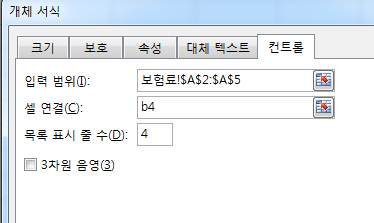 개체 서식
크기 보호 속성 대체 텍스트 컨트롤
입력 범위(I): 보험료!$A$2:$A$5
셀 연결(C): b4
목록 표시 줄 수(D): 4
3차원 음영(3)